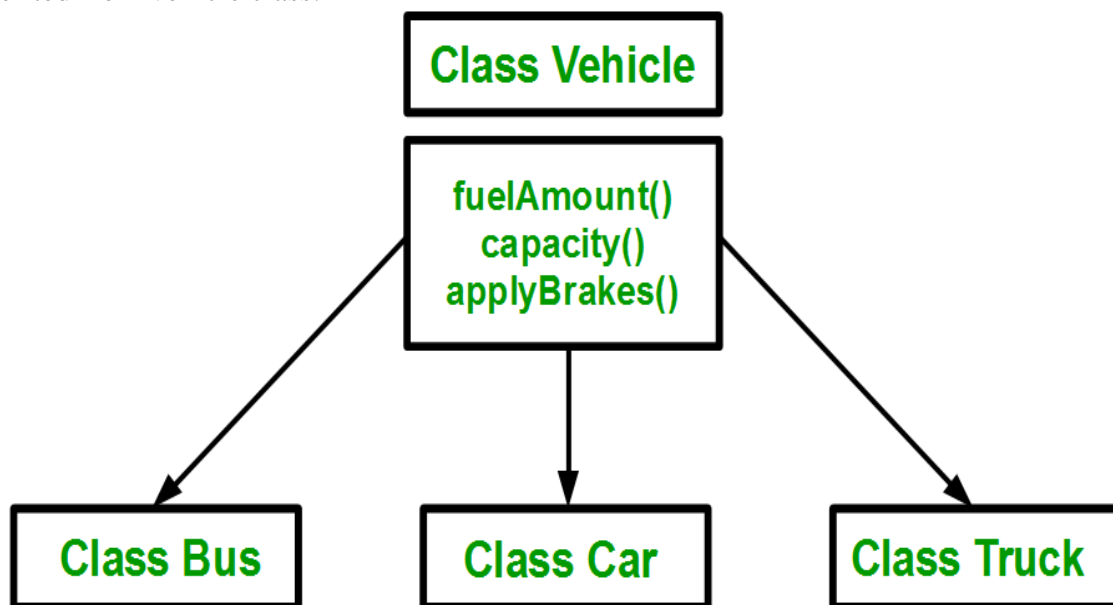 Class Vehicle
fuelAmount()
capacity()
applyBrakes()
Class Bus
Class Car
Class Truck